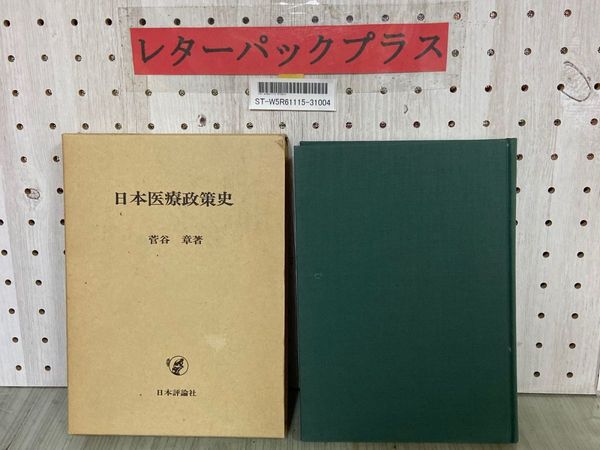 レターパックプラス
ST-W5R61115-31004
日本医療政策史
菅谷 章著
日本評論社